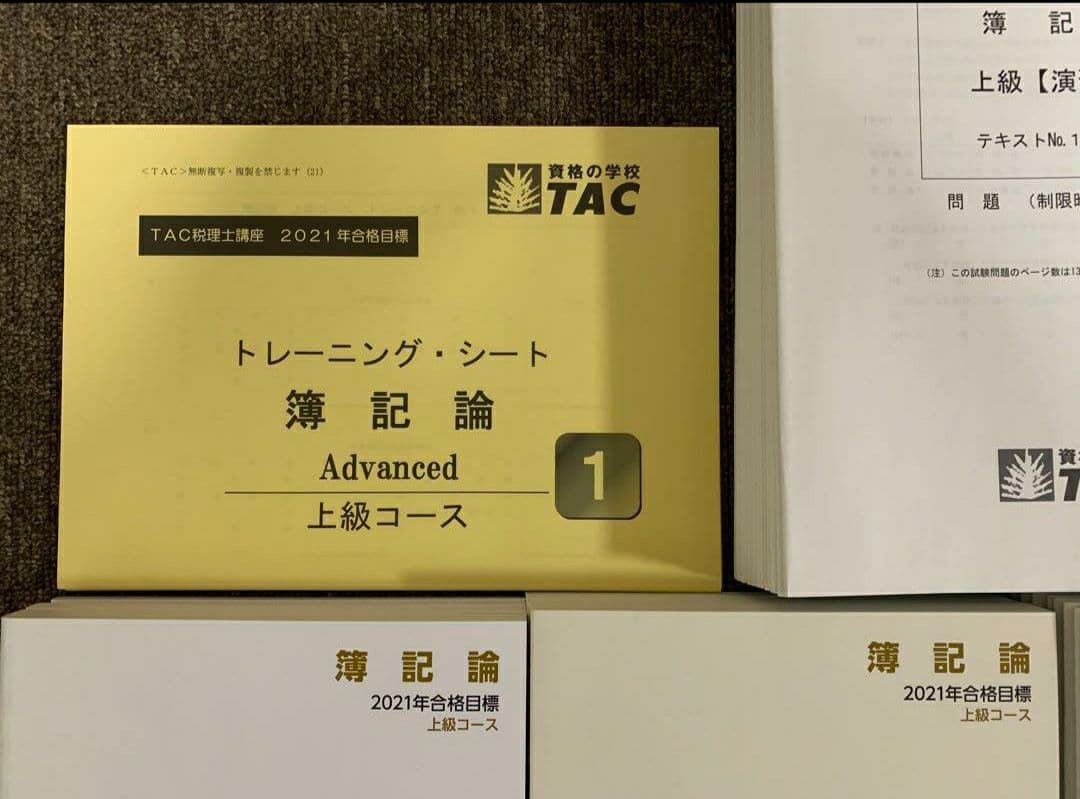 <TAC>無断複写・複製を禁じます (21)
資格の学校
TAC
TAC税理士講座 2021年合格目標
トレーニング・シート
簿記論
Advanced
1
上級コース
簿記
上級【演
テキストNo.1
問題 (制限時
(注) この試験問題のページ数は13
資
T
簿記論
2021年合格目標
上級コース
簿記論
2021年合格目標
上級コース